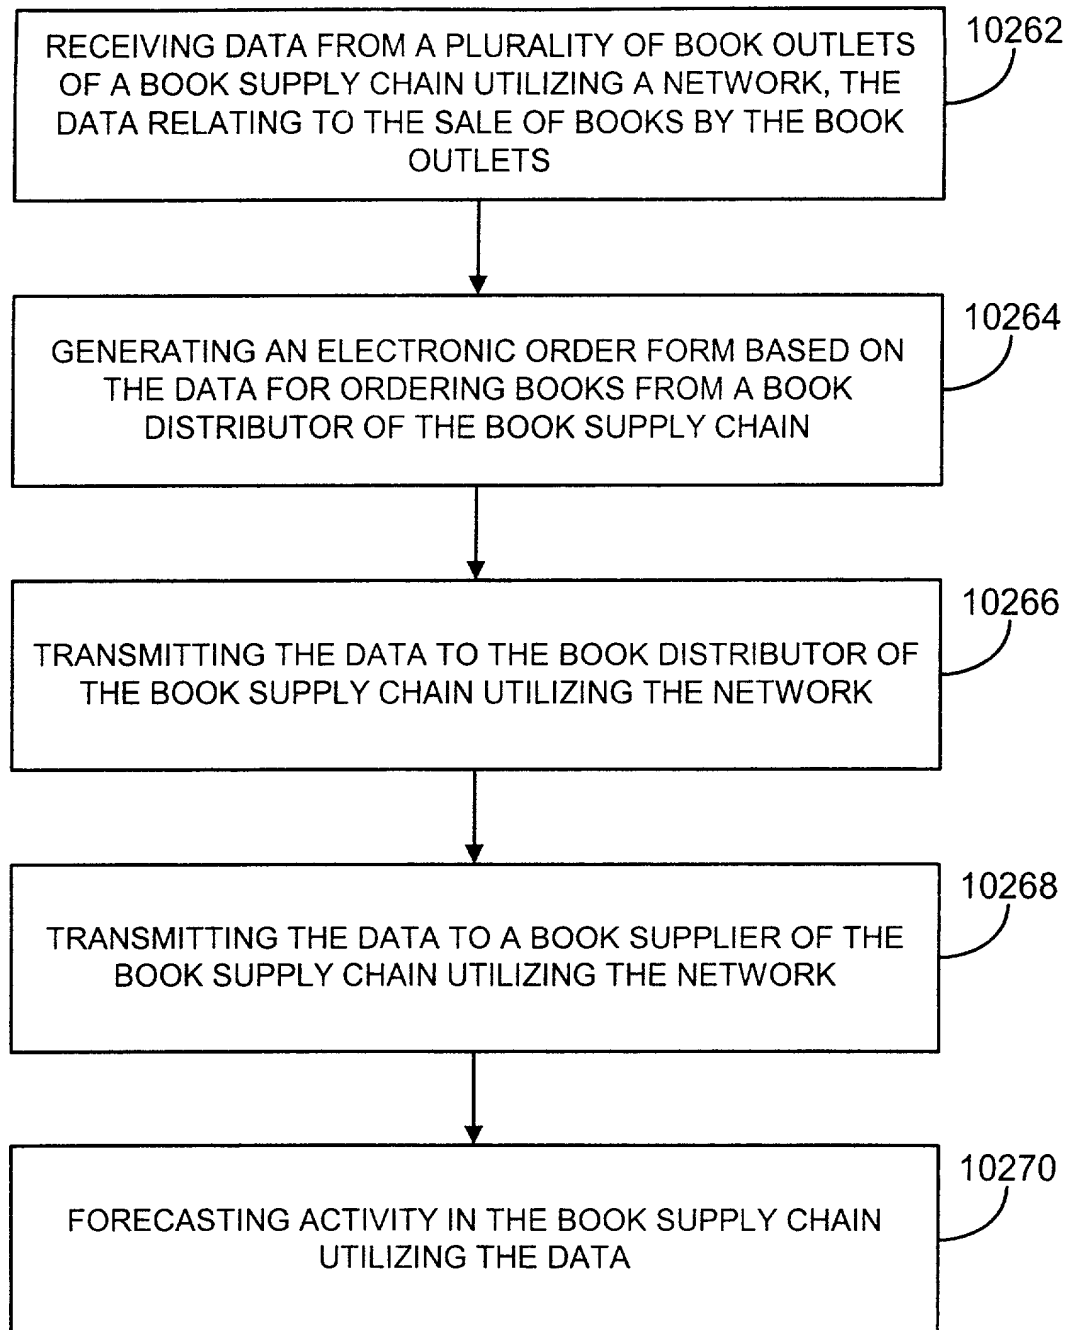 RECEIVING DATA FROM A PLURALITY OF BOOK OUTLETS
OF A BOOK SUPPLY CHAIN UTILIZING A NETWORK, THE
DATA RELATING TO THE SALE OF BOOKS BY THE BOOK
OUTLETS
10262
GENERATING AN ELECTRONIC ORDER FORM BASED ON
THE DATA FOR ORDERING BOOKS FROM A BOOK
DISTRIBUTOR OF THE BOOK SUPPLY CHAIN
10264
TRANSMITTING THE DATA TO THE BOOK DISTRIBUTOR OF
THE BOOK SUPPLY CHAIN UTILIZING THE NETWORK
10266
TRANSMITTING THE DATA TO A BOOK SUPPLIER OF THE
BOOK SUPPLY CHAIN UTILIZING THE NETWORK
10268
FORECASTING ACTIVITY IN THE BOOK SUPPLY CHAIN
UTILIZING THE DATA
10270